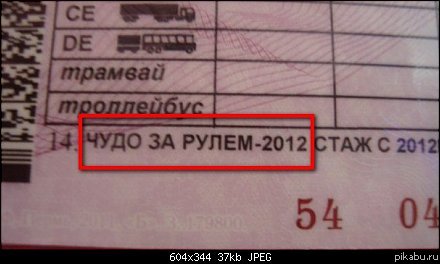 CE
DE
трамвай
троллейбус
14. ЧУДО ЗА РУЛЕМ-2012 СТАЖ С 2012
54 04
604x344 37kb JPEG
pikabu.ru